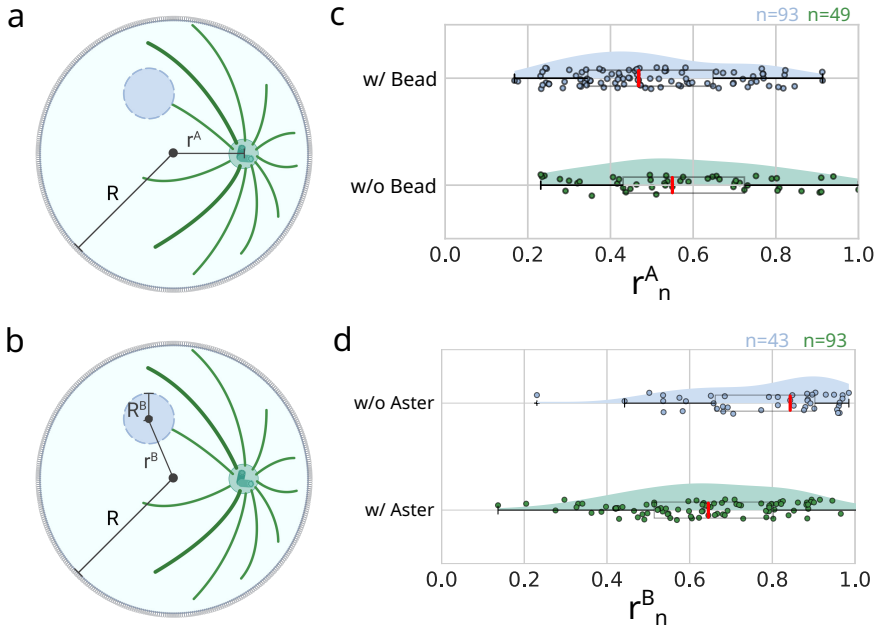 a
r^A
R
b
R^B
r^B
R
c
n=93 n=49
w/ Bead
w/o Bead
0.0 0.2 0.4 0.6 0.8 1.0
r^A_n
d
n=43 n=93
w/o Aster
w/ Aster
0.0 0.2 0.4 0.6 0.8 1.0
r^B_n